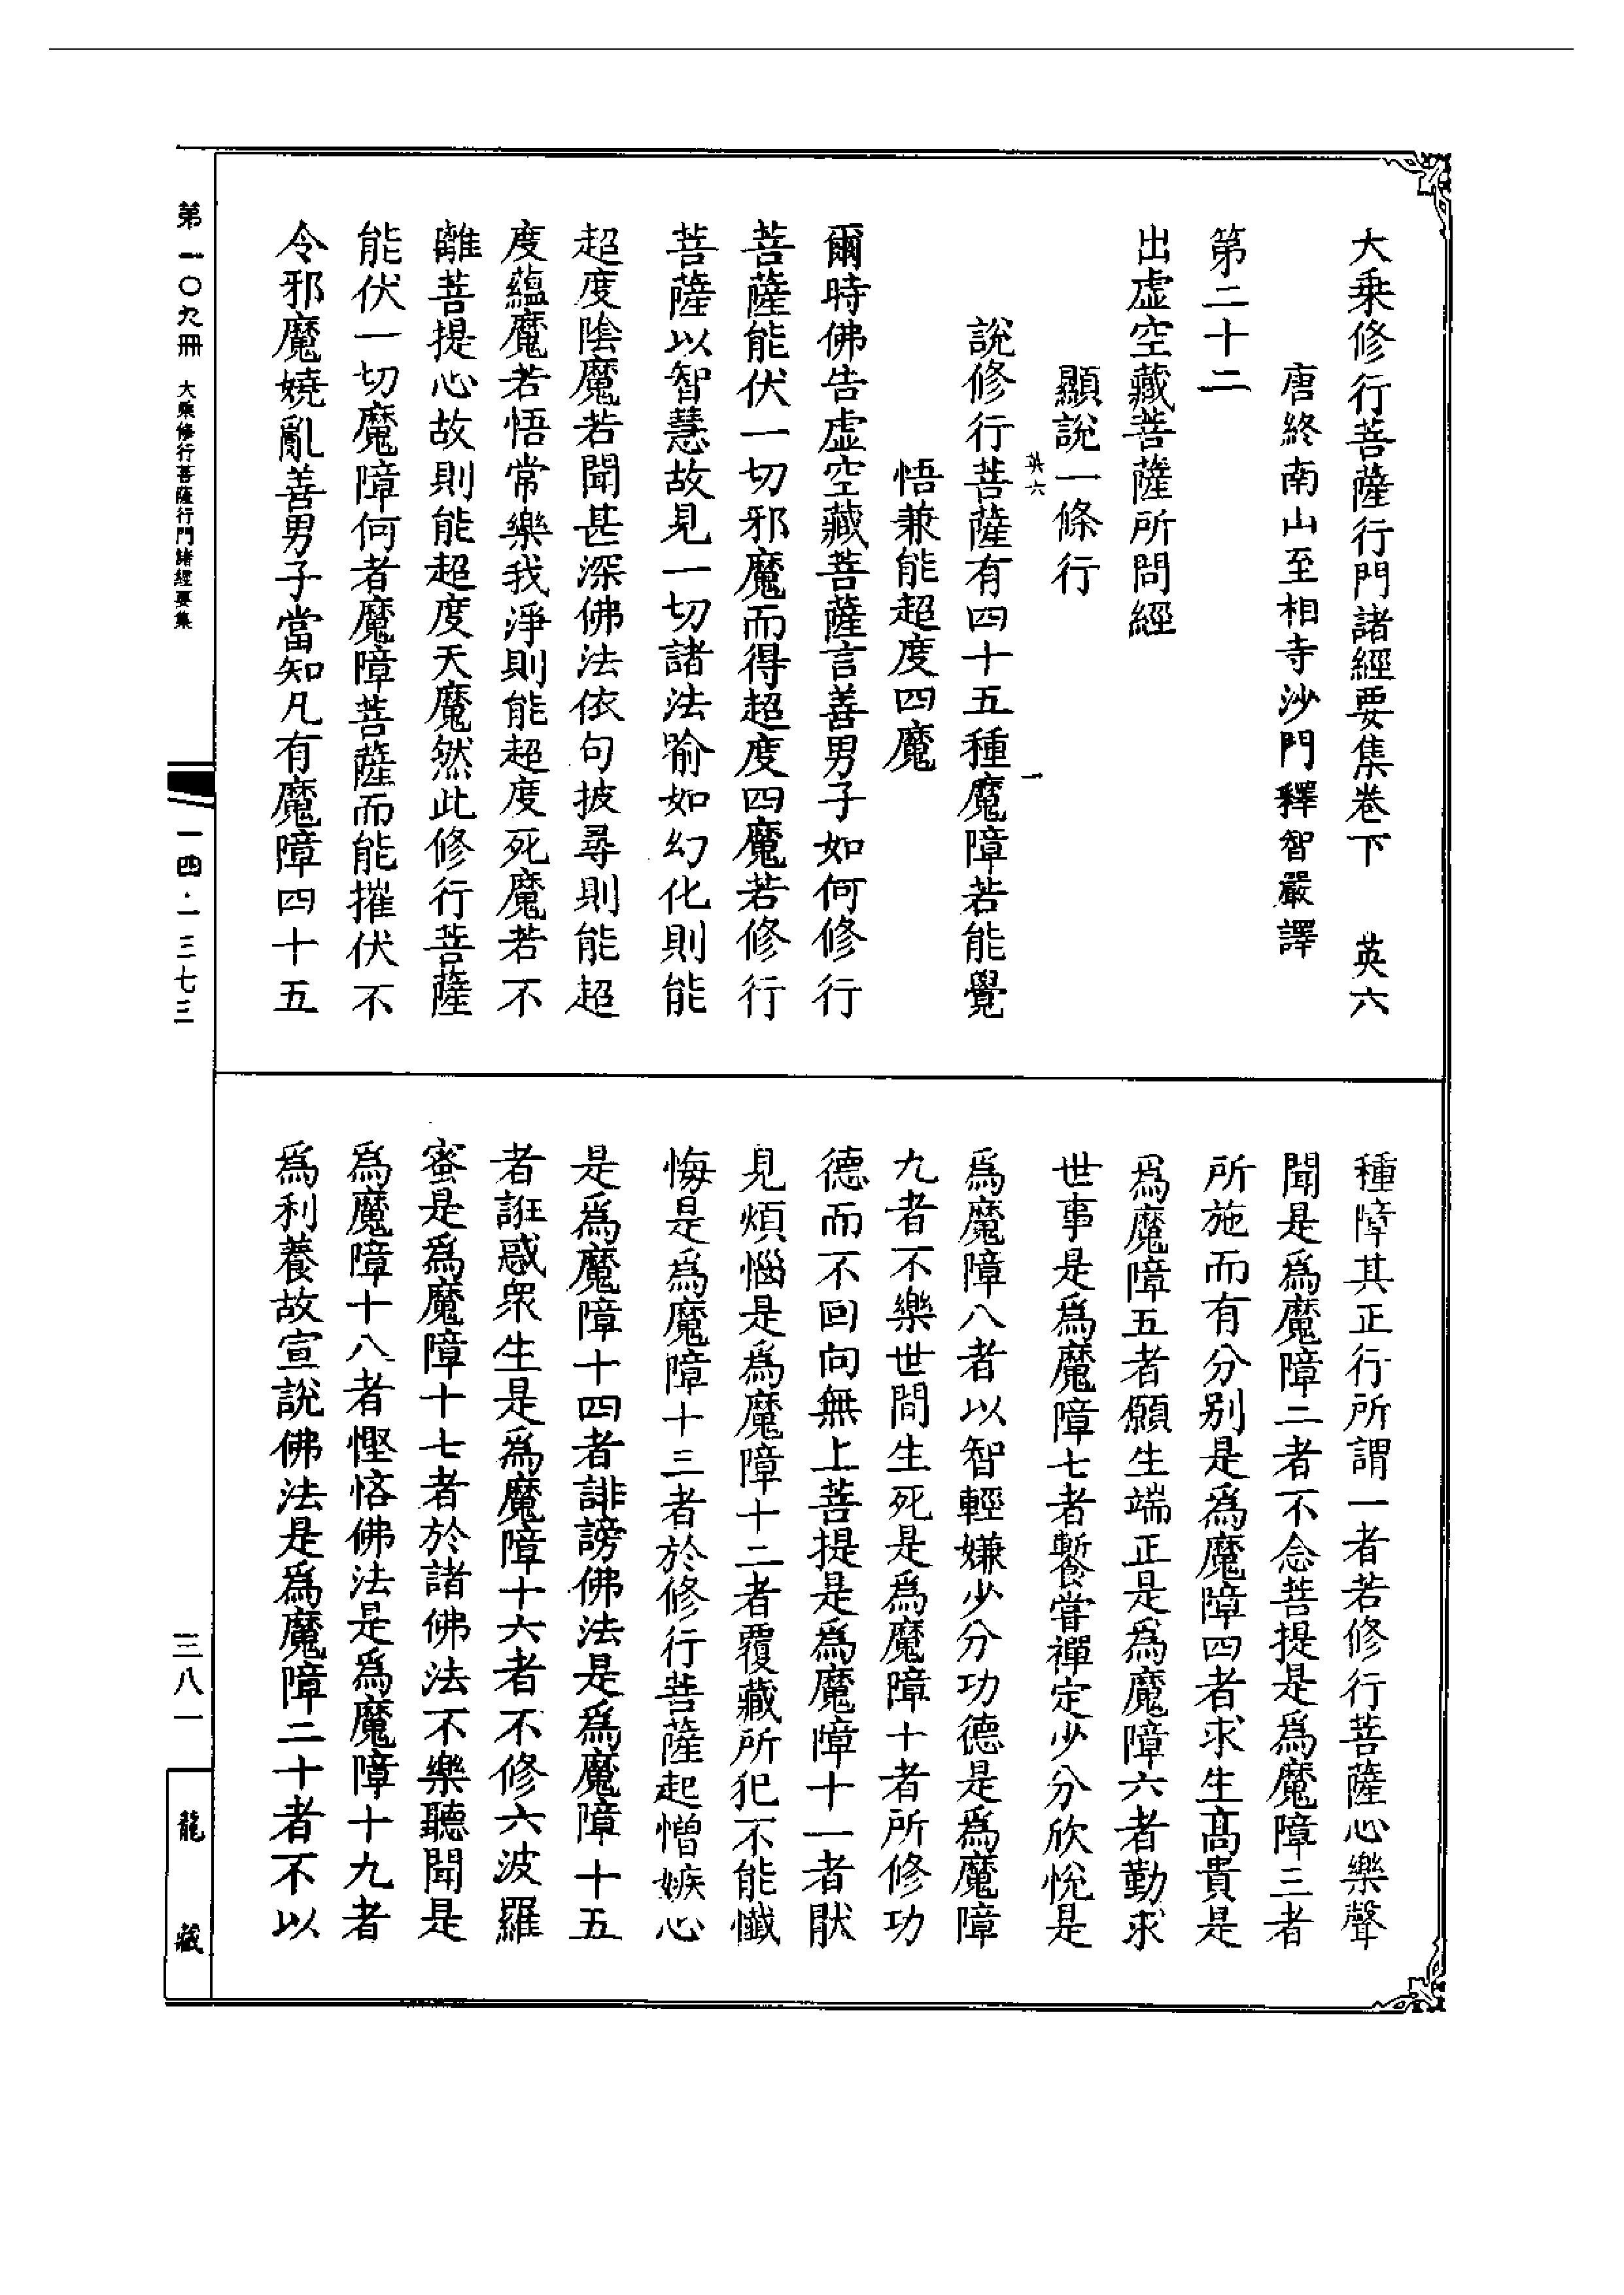 大乘修行菩薩行門諸經要集卷下　英六
唐終南山至相寺沙門釋智嚴譯
第二十二
出虛空藏菩薩所問經
顯說一條行
英六　一
說修行菩薩有四十五種魔障若能覺
悟兼能超度四魔
爾時佛告虛空藏菩薩言善男子如何修行
菩薩能伏一切邪魔而得超度四魔若修行
菩薩以智慧故見一切諸法喻如幻化則能
超度陰魔若聞甚深佛法依句披尋則能超
度蘊魔若悟常樂我淨則能超度死魔若不
離菩提心故則能超度天魔然此修行菩薩
能伏一切魔障何者魔障菩薩而能摧伏不
令邪魔嬈亂善男子當知凡有魔障四十五
種障其正行所謂一者若修行菩薩心樂聲
聞是為魔障二者不念菩提是為魔障三者
所施而有分別是為魔障四者求生高貴是
為魔障五者願生端正是為魔障六者勤求
世事是為魔障七者暫嘗禪定少分欣悅是
為魔障八者以智輕嫌少分功德是為魔障
九者不樂世間生死是為魔障十者所修功
德而不回向無上菩提是為魔障十一者猒
見煩惱是為魔障十二者覆藏所犯不能懺
悔是為魔障十三者於修行菩薩起憎嫉心
是為魔障十四者誹謗佛法是為魔障十五
者誑惑眾生是為魔障十六者不修六波羅
蜜是為魔障十七者於諸佛法不樂聽聞是
為魔障十八者慳悋佛法是為魔障十九者
為利養故宣說佛法是為魔障二十者不以
第一〇九冊　大乘修行菩薩行門諸經要集
一四·一三七三
三八一
龍藏